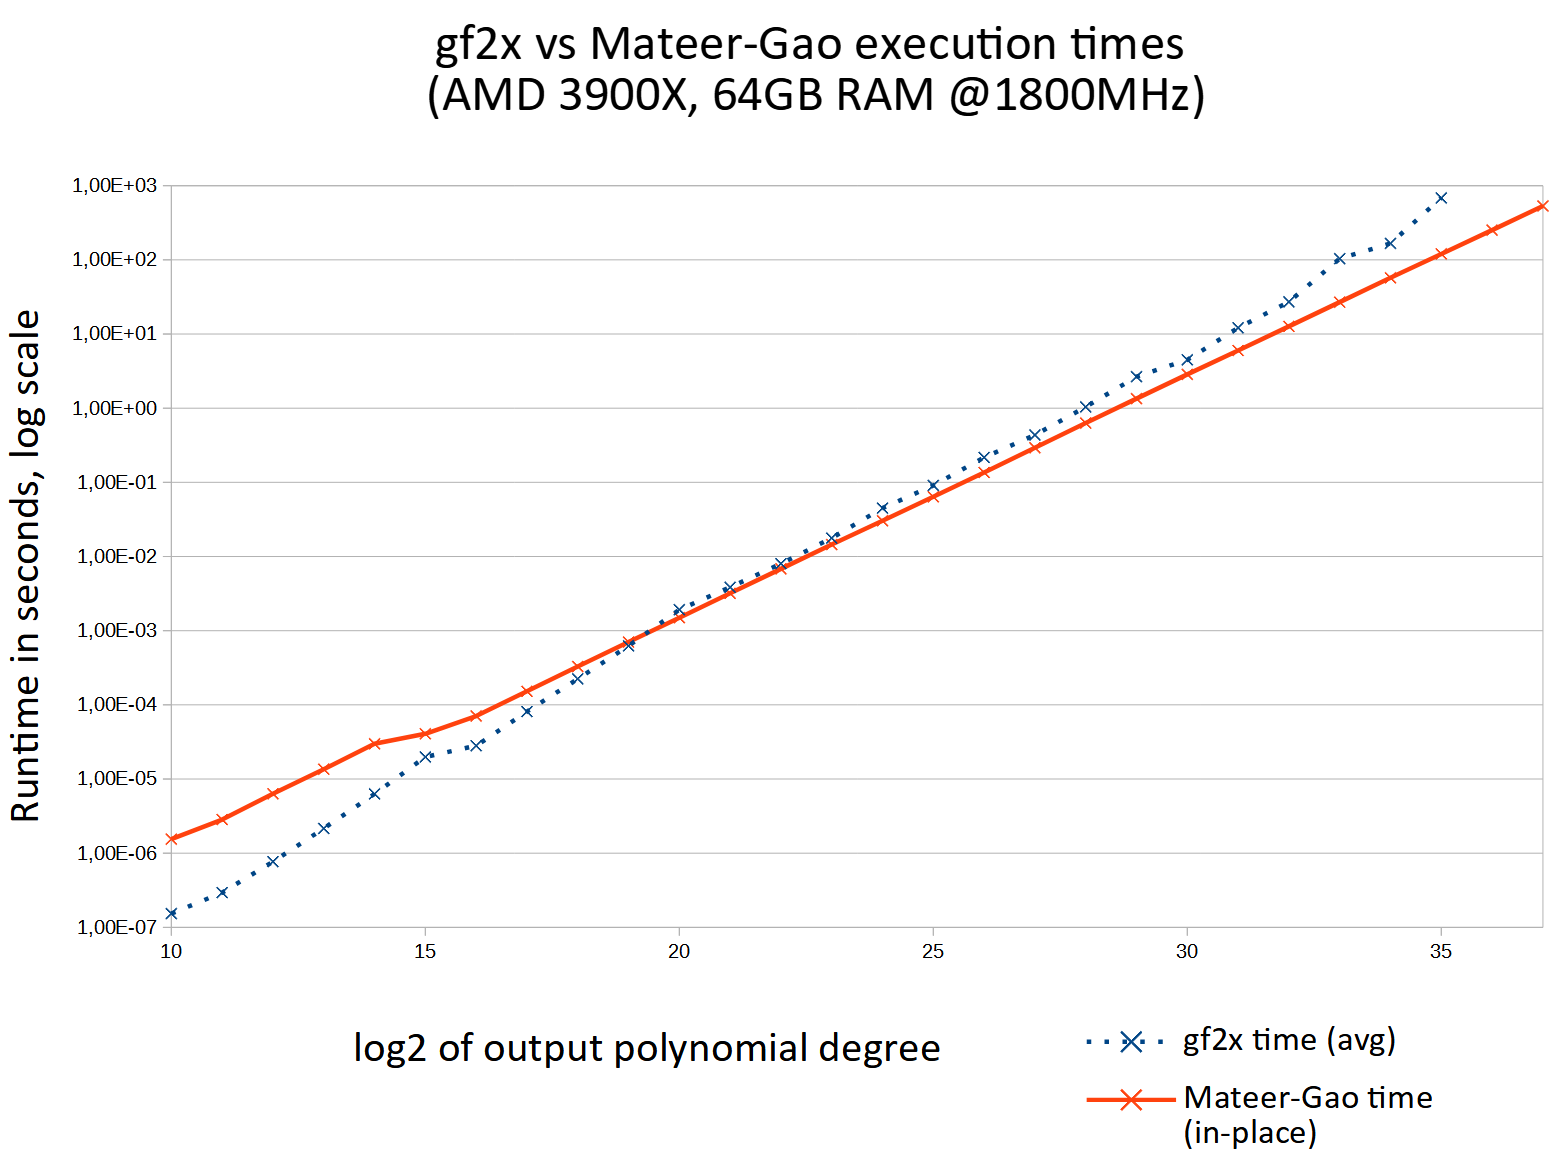 gf2x vs Mateer-Gao execution times
(AMD 3900X, 64GB RAM @1800MHz)
Runtime in seconds, log scale
1,00E+03
1,00E+02
1,00E+01
1,00E+00
1,00E-01
1,00E-02
1,00E-03
1,00E-04
1,00E-05
1,00E-06
1,00E-07
10 15 20 25 30 35
log2 of output polynomial degree
gf2x time (avg)
Mateer-Gao time
(in-place)